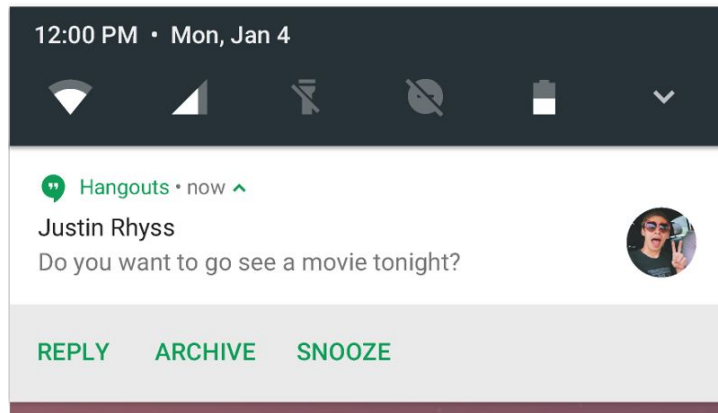 12:00 PM • Mon, Jan 4
Hangouts • now
Justin Rhyss
Do you want to go see a movie tonight?
REPLY ARCHIVE SNOOZE